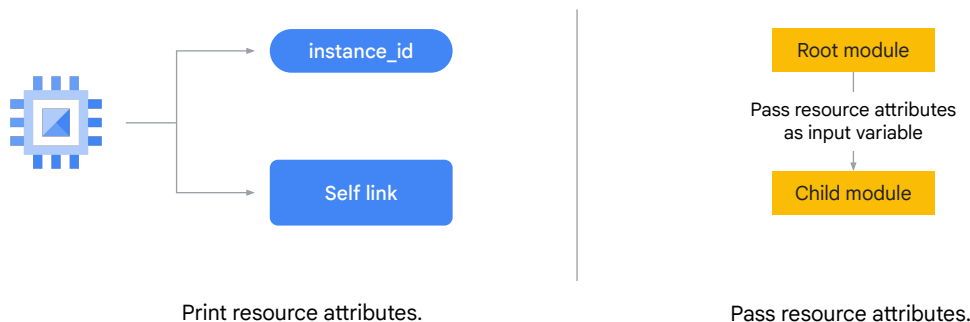 instance_id
Self link
Print resource attributes.
Root module
Pass resource attributes
as input variable
Child module
Pass resource attributes.